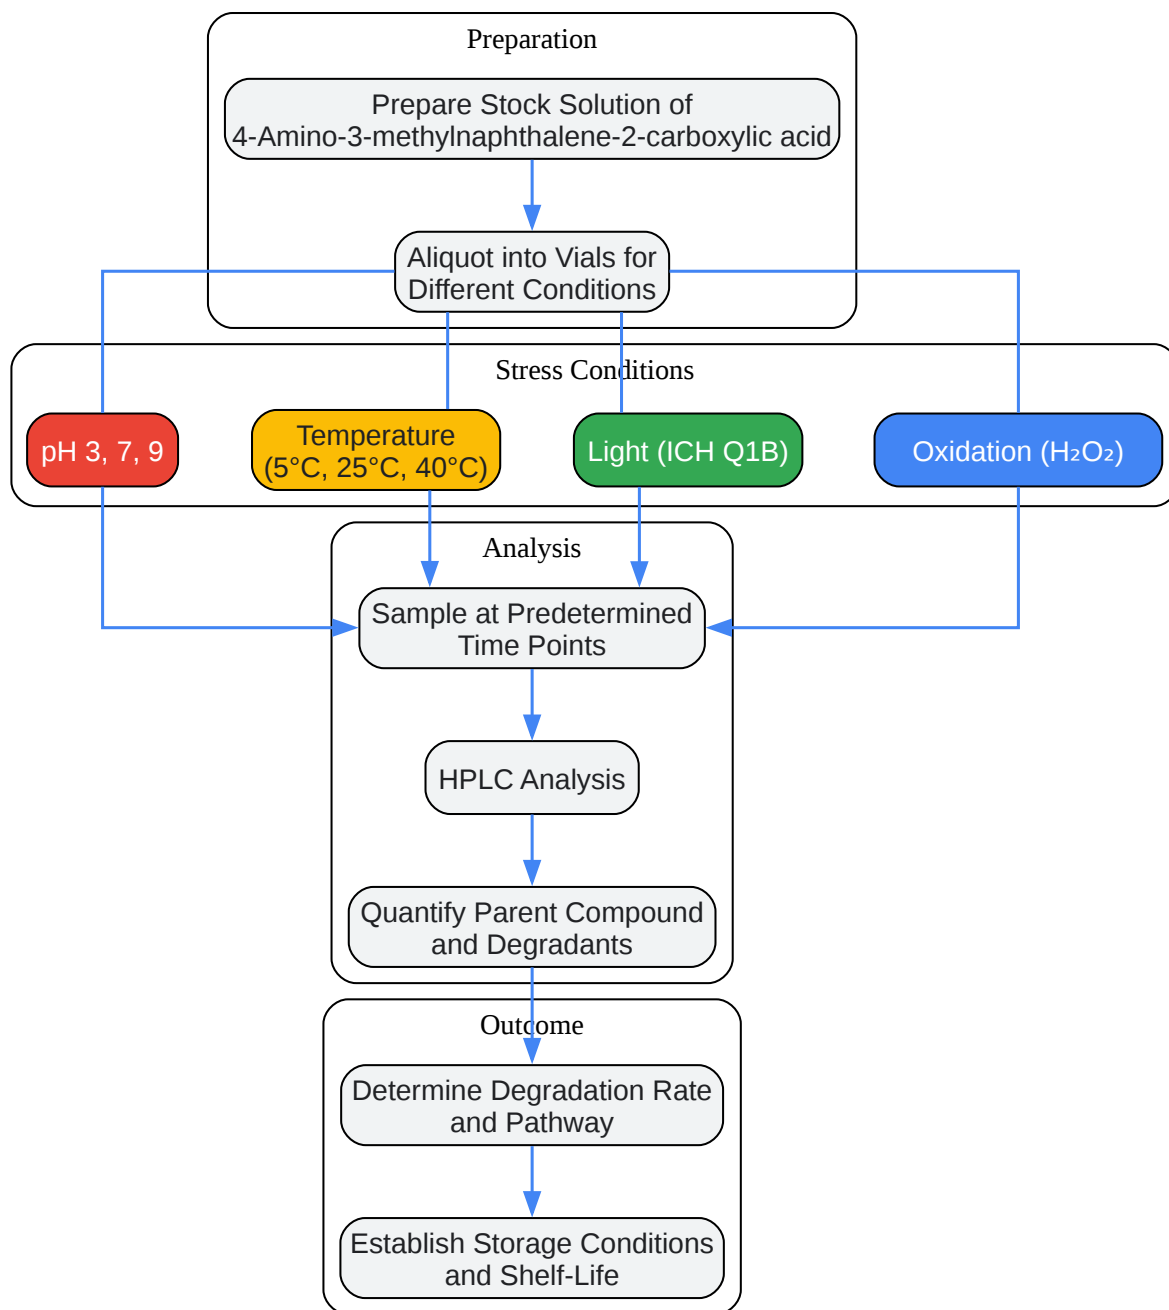 Preparation
Prepare Stock Solution of
4-Amino-3-methylnaphthalene-2-carboxylic acid
Aliquot into Vials for
Different Conditions
Stress Conditions
pH 3, 7, 9
Temperature
(5°C, 25°C, 40°C)
Light (ICH Q1B)
Oxidation (H₂O₂)
Analysis
Sample at Predetermined
Time Points
HPLC Analysis
Quantify Parent Compound
and Degradants
Outcome
Determine Degradation Rate
and Pathway
Establish Storage Conditions
and Shelf-Life